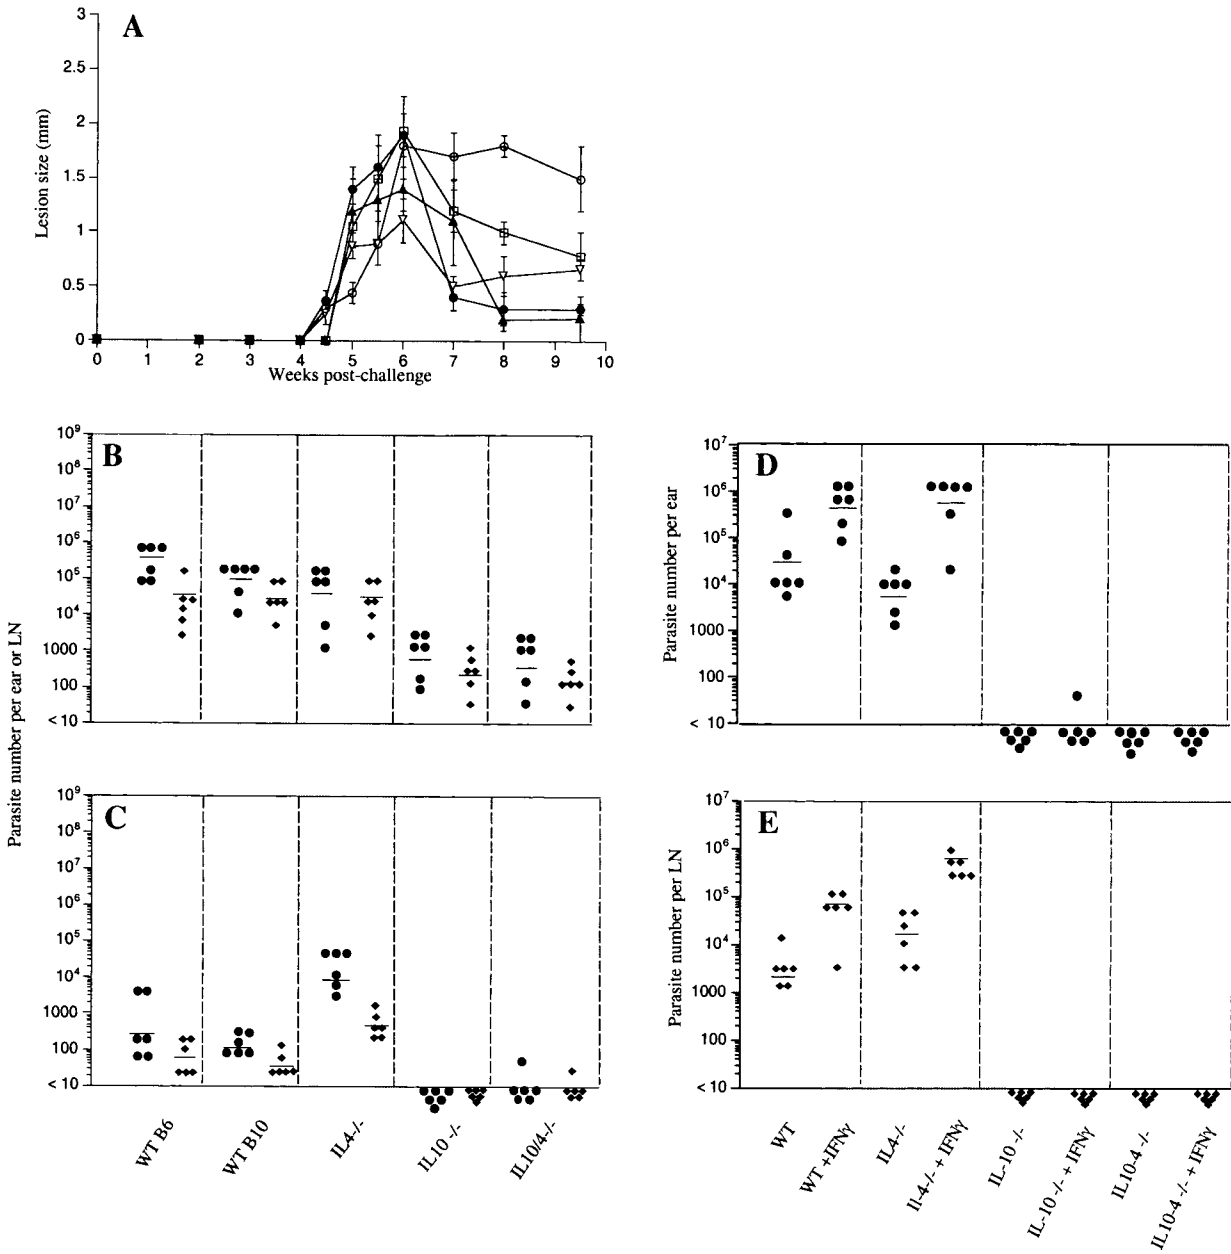 A
3
2.5
2
1.5
1
0.5
0
Lesion size (mm)
0 1 2 3 4 5 6 7 8 9 10
Weeks post-challenge
Parasite number per ear or LN
B
10⁹
10⁸
10⁷
10⁶
10⁵
10⁴
1000
100
< 10
C
10⁹
10⁸
10⁷
10⁶
10⁵
10⁴
1000
100
< 10
WT B6
WT B10
IL4-/-
IL10 -/-
IL10/4-/-
Parasite number per ear
D
10⁷
10⁶
10⁵
10⁴
1000
100
< 10
Parasite number per LN
E
10⁷
10⁶
10⁵
10⁴
1000
100
< 10
WT
WT +IFNγ
IL4-/-
Il-4-/- + IFNγ
IL-10 -/-
IL-10 -/- + IFNγ
IL10-4 -/-
IL10-4 -/- + IFNγ